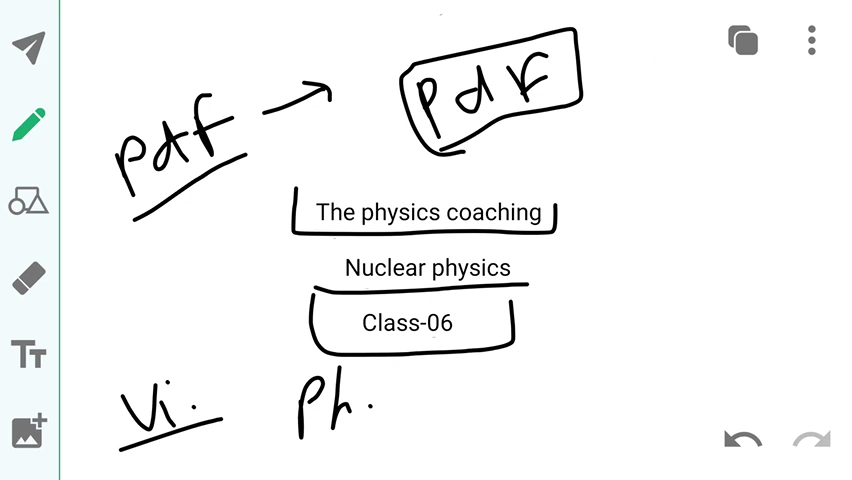 Pdf → Pdf
The physics coaching
Nuclear physics
Class-06
Vi. Ph.